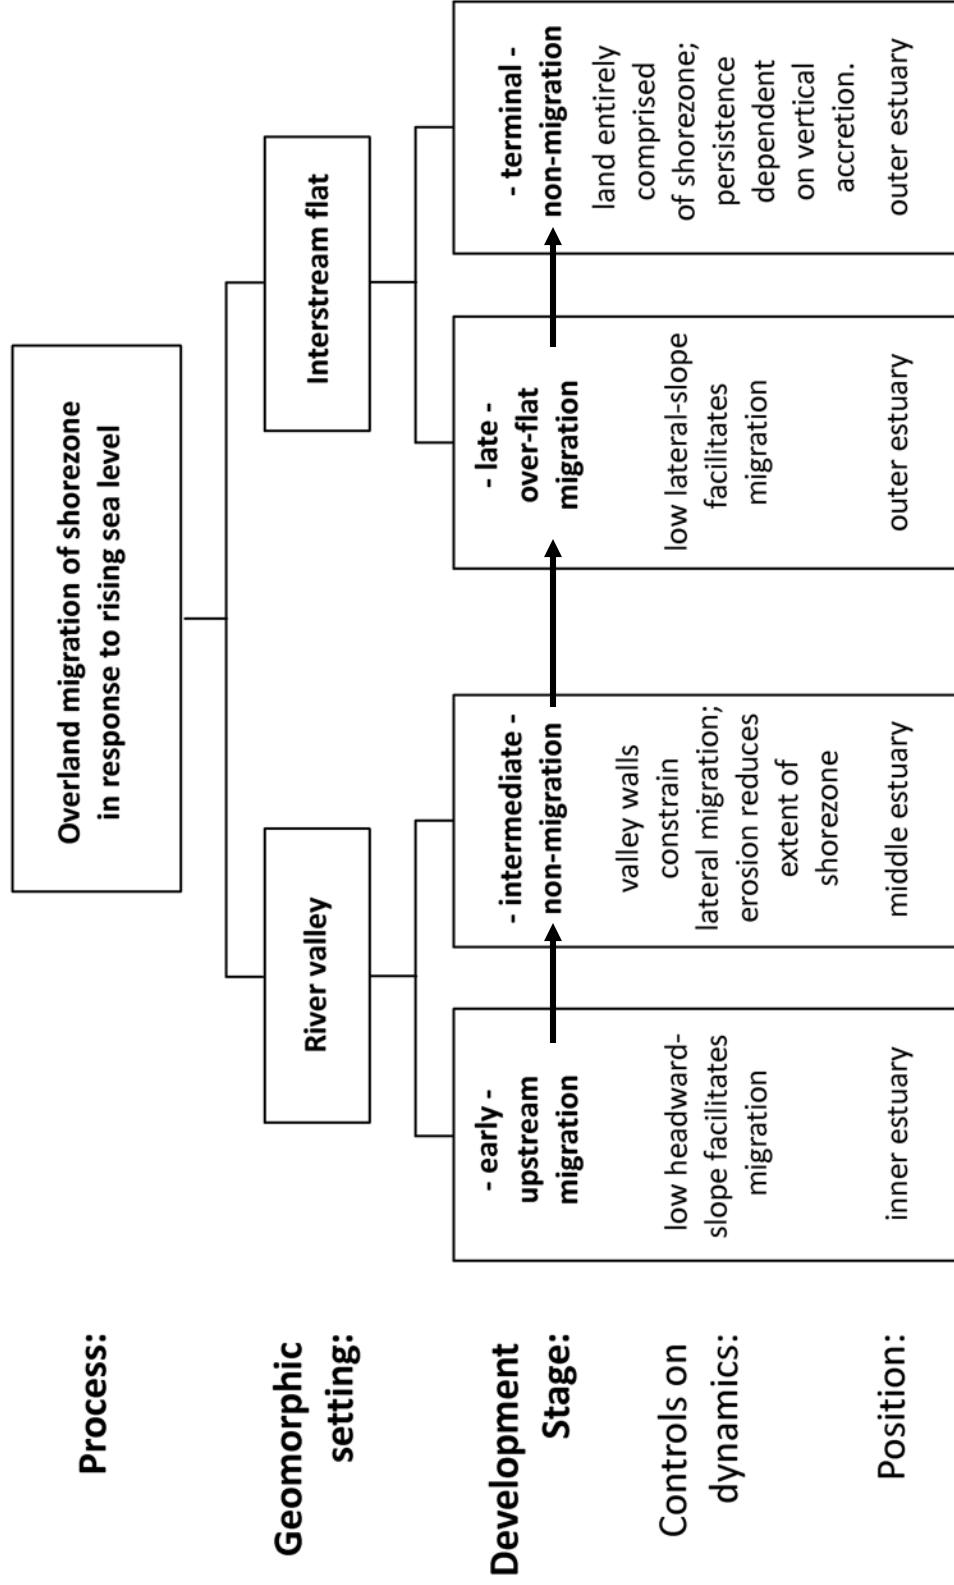 Process:
Overland migration of shorezone
in response to rising sea level
Geomorphic
setting:
River valley
Interstream flat
Development
Stage:
- early -
upstream
migration
- intermediate -
non-migration
- late -
over-flat
migration
- terminal -
non-migration
Controls on
dynamics:
low headward-
slope facilitates
migration
valley walls
constrain
lateral migration;
erosion reduces
extent of
shorezone
low lateral-slope
facilitates
migration
land entirely
comprised
of shorezone;
persistence
dependent
on vertical
accretion.
Position:
inner estuary
middle estuary
outer estuary
outer estuary